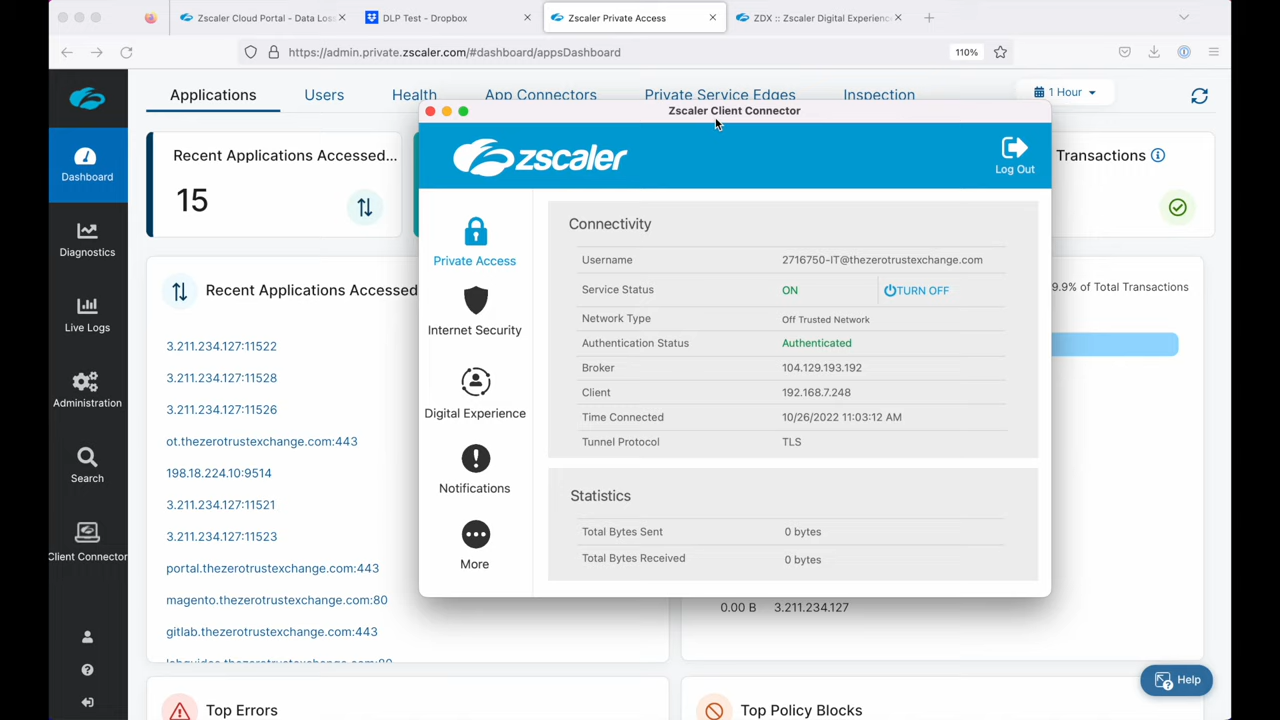 Zscaler Cloud Portal - Data Loss
DLP Test - Dropbox
Zscaler Private Access
ZDX :: Zscaler Digital Experience
https://admin.private.zscaler.com/#dashboard/appsDashboard
110%
Applications
Users
Health
App Connectors
Private Service Edges
Inspection
1 Hour
Dashboard
Diagnostics
Live Logs
Administration
Search
Client Connector
Recent Applications Accessed...
15
Transactions
Recent Applications Accessed
3.211.234.127:11522
3.211.234.127:11528
3.211.234.127:11526
ot.thezerotrustexchange.com:443
198.18.224.10:9514
3.211.234.127:11521
3.211.234.127:11523
portal.thezerotrustexchange.com:443
magento.thezerotrustexchange.com:80
gitlab.thezerotrustexchange.com:443
labguides.thezerotrustexchange.com:80
9.9% of Total Transactions
0.00 B 3.211.234.127
Top Errors
Top Policy Blocks
Help
Zscaler Client Connector
zscaler
Log Out
Private Access
Internet Security
Digital Experience
Notifications
More
Connectivity
Username 2716750-IT@thezerotrustexchange.com
Service Status ON TURN OFF
Network Type Off Trusted Network
Authentication Status Authenticated
Broker 104.129.193.192
Client 192.168.7.248
Time Connected 10/26/2022 11:03:12 AM
Tunnel Protocol TLS
Statistics
Total Bytes Sent 0 bytes
Total Bytes Received 0 bytes